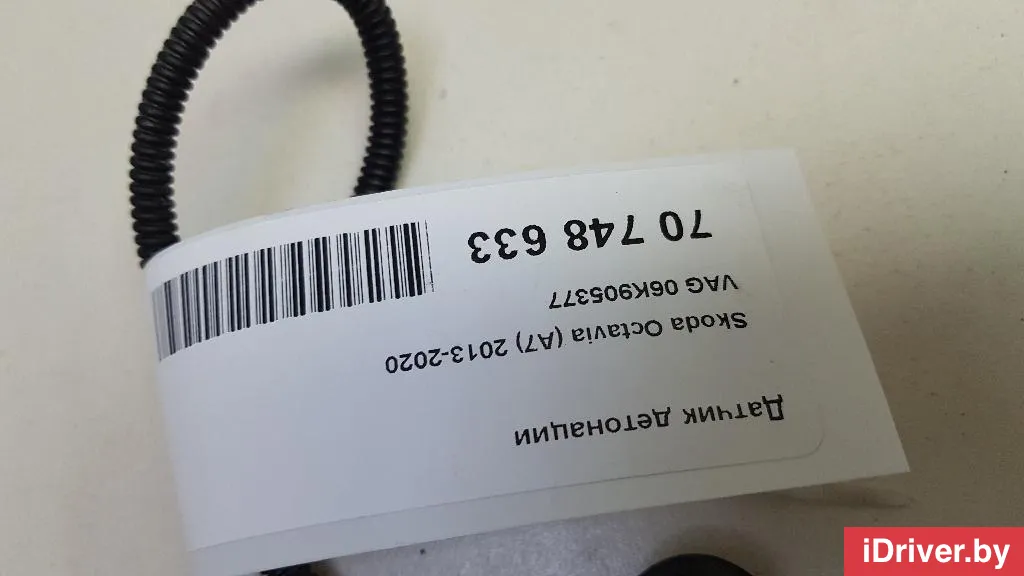 Датчик детонации
Skoda Octavia (A7) 2013-2020
VAG 06K905377
70 748 633
iDriver.by